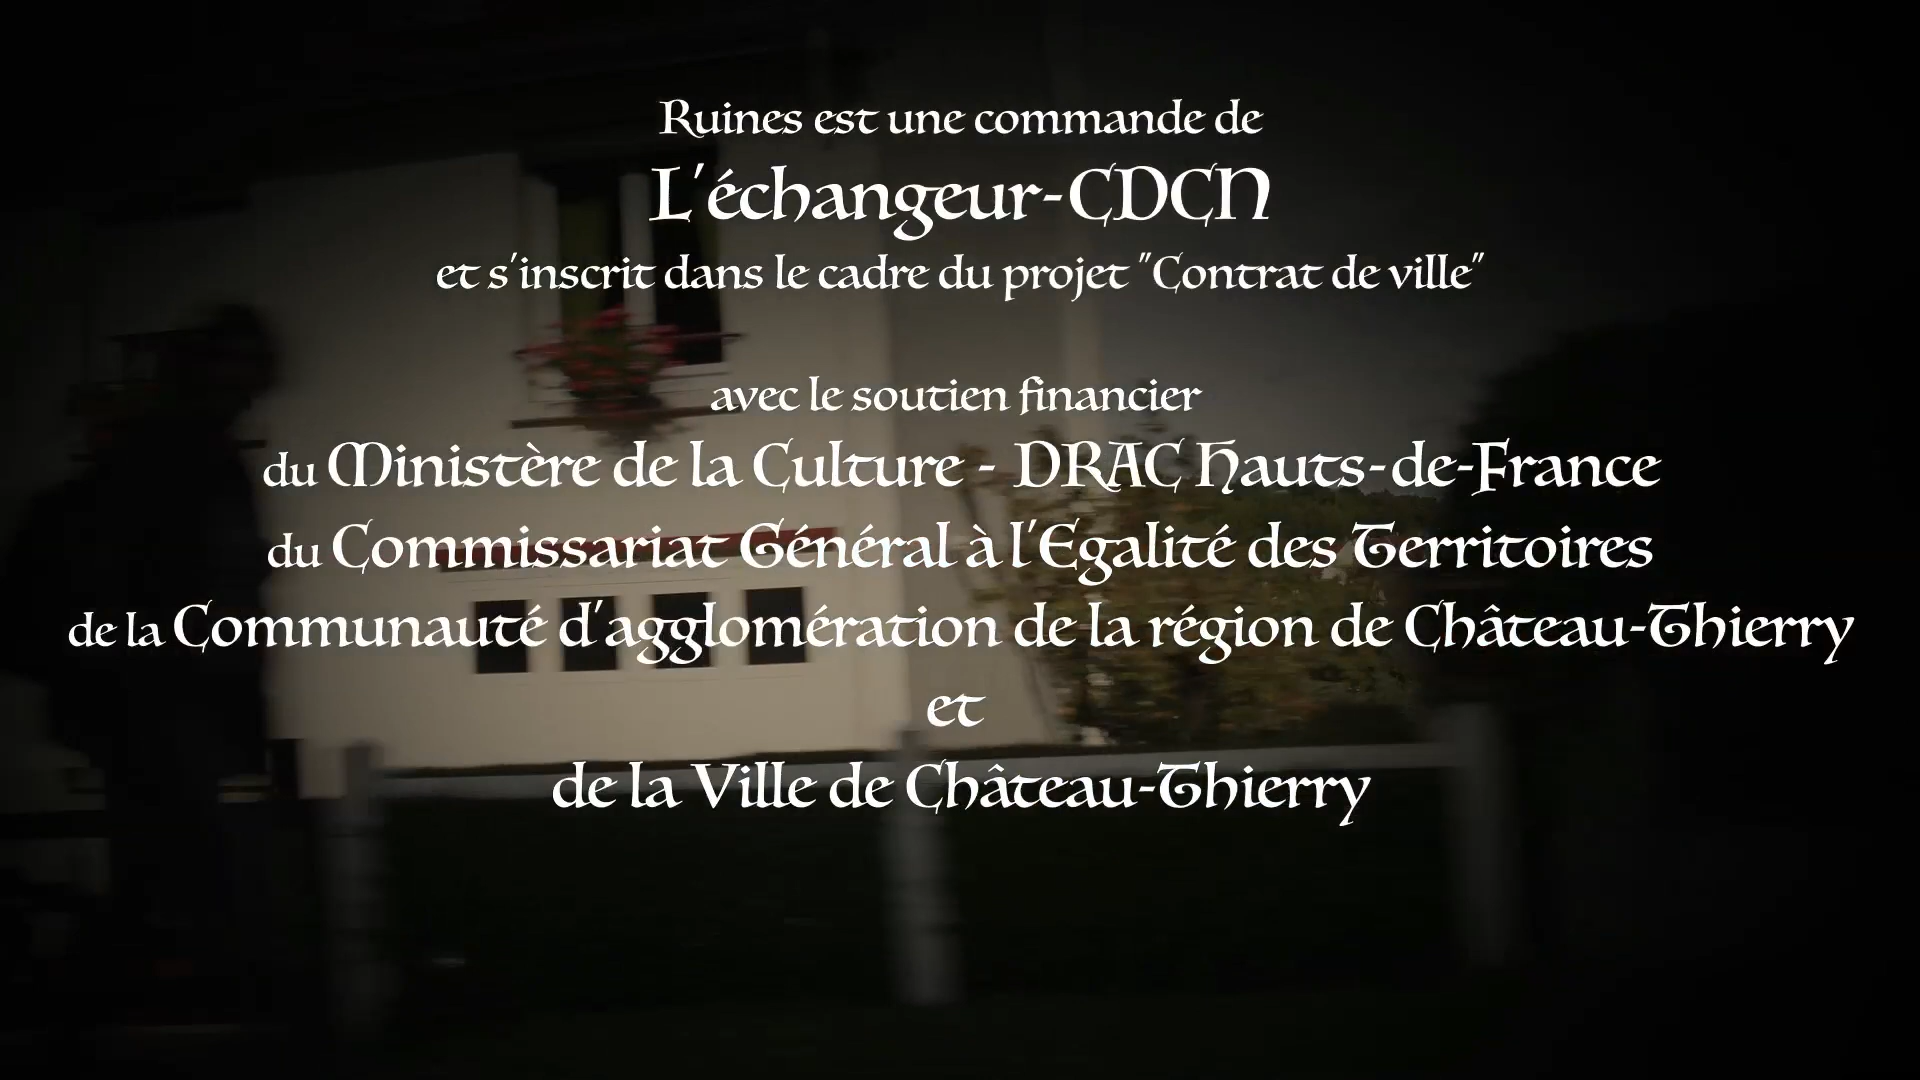 Ruines est une commande de
L'échangeur-CDCN
et s'inscrit dans le cadre du projet "Contrat de ville"
avec le soutien financier
du Ministère de la Culture - DRAC Hauts-de-France
du Commissariat Général à l'Egalité des Territoires
de la Communauté d'agglomération de la région de Château-Thierry
et
de la Ville de Château-Thierry